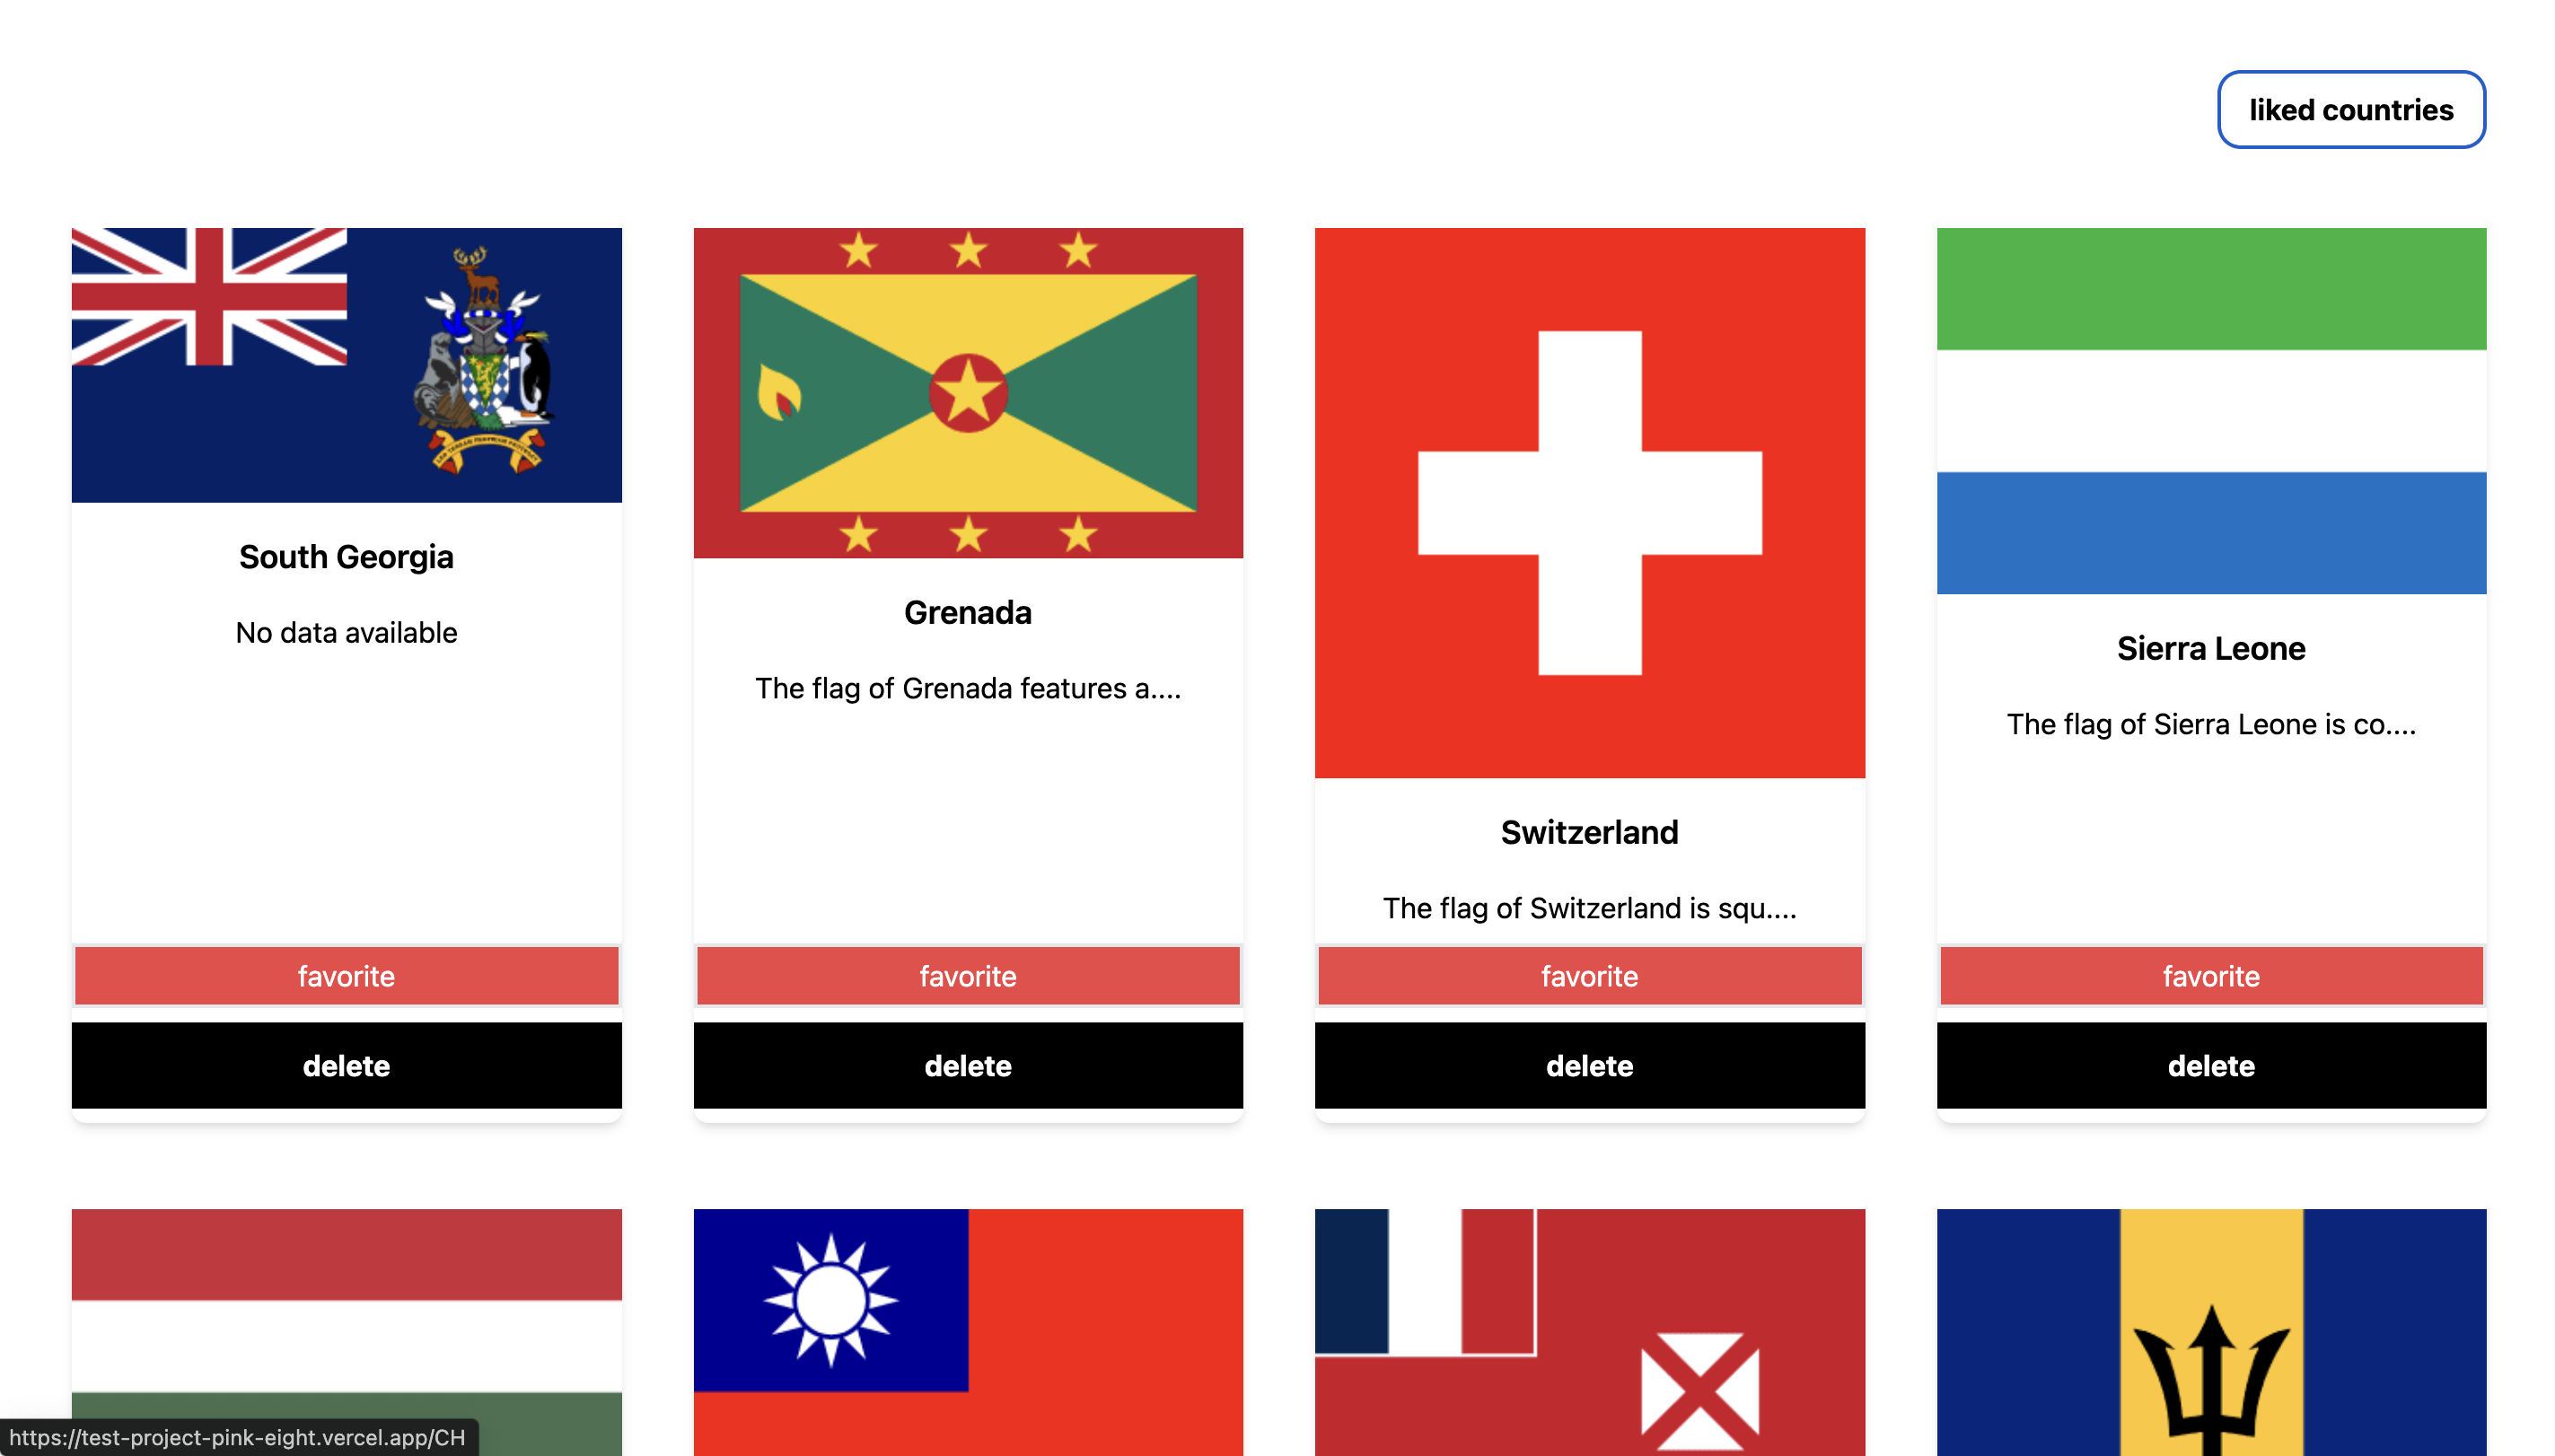 liked countries
South Georgia
No data available
favorite
delete
Grenada
The flag of Grenada features a....
favorite
delete
Switzerland
The flag of Switzerland is squ....
favorite
delete
Sierra Leone
The flag of Sierra Leone is co....
favorite
delete
https://test-project-pink-eight.vercel.app/CH